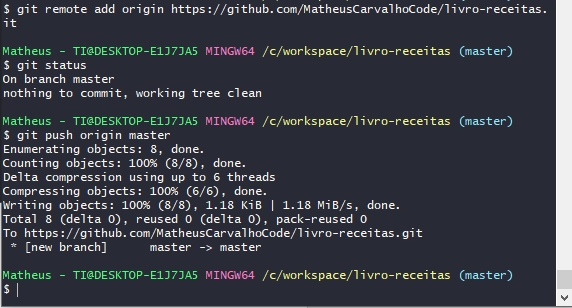 $ git remote add origin https://github.com/MatheusCarvalhoCode/livro-receitas.
it
Matheus - TI@DESKTOP-E1J7JA5 MINGW64 /c/workspace/livro-receitas (master)
$ git status
On branch master
nothing to commit, working tree clean
Matheus - TI@DESKTOP-E1J7JA5 MINGW64 /c/workspace/livro-receitas (master)
$ git push origin master
Enumerating objects: 8, done.
Counting objects: 100% (8/8), done.
Delta compression using up to 6 threads
Compressing objects: 100% (6/6), done.
Writing objects: 100% (8/8), 1.18 KiB | 1.18 MiB/s, done.
Total 8 (delta 0), reused 0 (delta 0), pack-reused 0
To https://github.com/MatheusCarvalhoCode/livro-receitas.git
 * [new branch]      master -> master
Matheus - TI@DESKTOP-E1J7JA5 MINGW64 /c/workspace/livro-receitas (master)
$